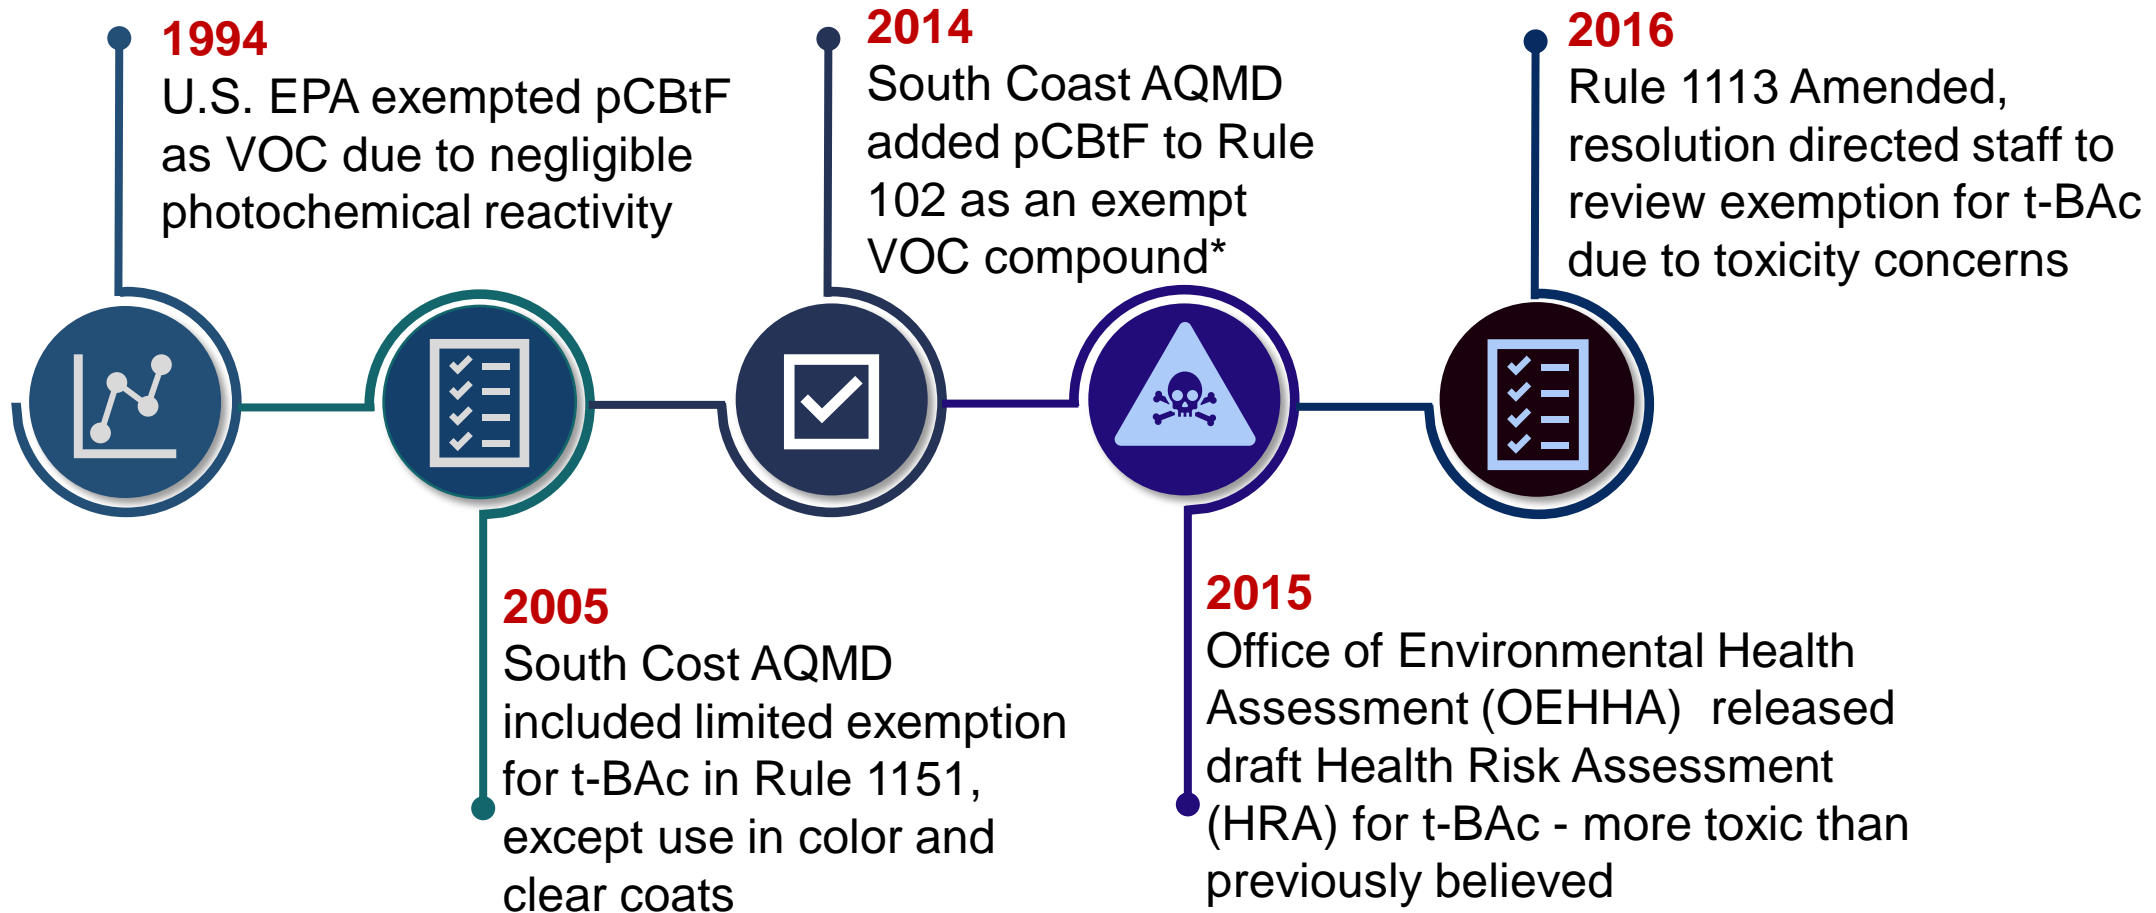 1994
U.S. EPA exempted pCBtF
as VOC due to negligible
photochemical reactivity
2005
South Cost AQMD
included limited exemption
for t-BAc in Rule 1151,
except use in color and
clear coats
2014
South Coast AQMD
added pCBtF to Rule
102 as an exempt
VOC compound*
2015
Office of Environmental Health
Assessment (OEHHA) released
draft Health Risk Assessment
(HRA) for t-BAc - more toxic than
previously believed
2016
Rule 1113 Amended,
resolution directed staff to
review exemption for t-BAc
due to toxicity concerns